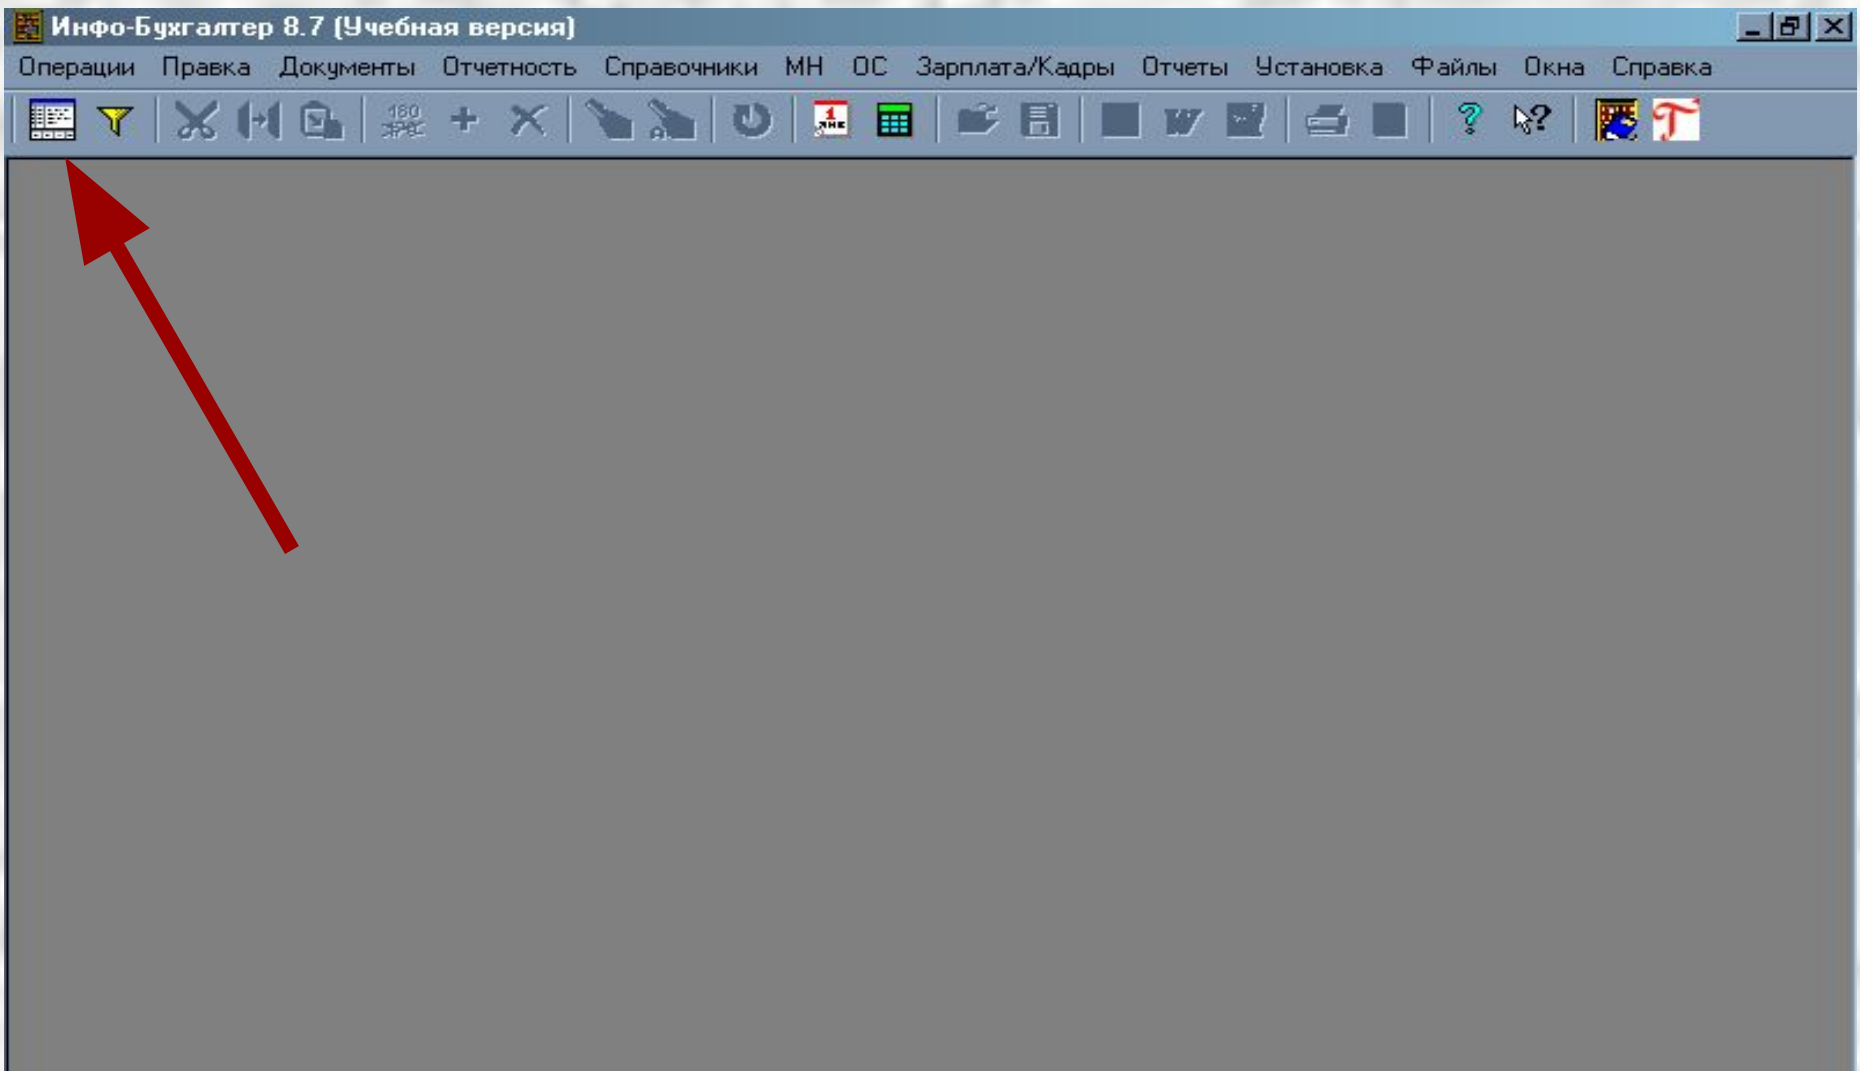 Инфо-Бухгалтер 8.7 (Учебная версия)
Операции Правка Документы Отчетность Справочники МН ОС Зарплата/Кадры Отчеты Установка Файлы Окна Справка